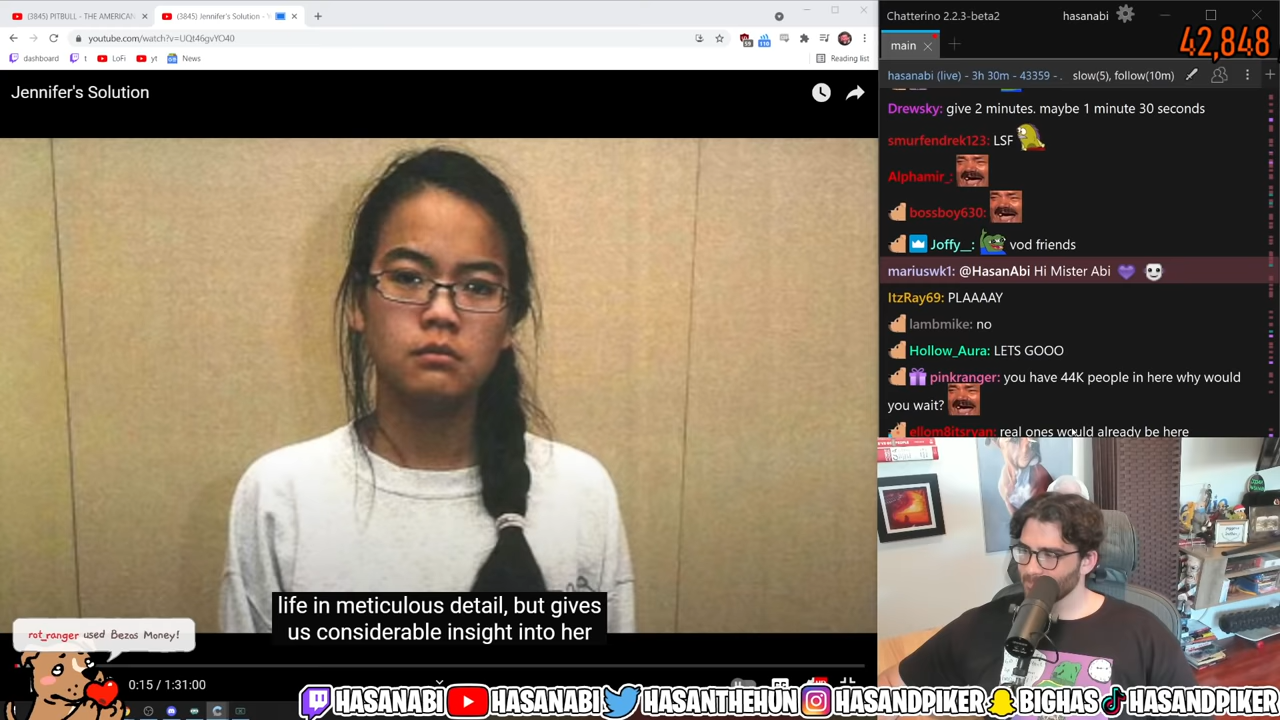 (3845) PITBULL - THE AMERICAN
(3845) Jennifer's Solution - Y
youtube.com/watch?v=UQt46gvYO40
dashboard
t
LoFi
yt
News
Reading list
Jennifer's Solution
life in meticulous detail, but gives
us considerable insight into her
rot_ranger used Bezos Money!
0:15 / 1:31:00
Chatterino 2.2.3-beta2
hasanabi
42,848
main
hasanabi (live) - 3h 30m - 43359 - .
slow(5), follow(10m)
Drewsky: give 2 minutes. maybe 1 minute 30 seconds
smurfendrek123: LSF
Alphamir_:
bossboy630:
Joffy__: vod friends
mariuswk1: @HasanAbi Hi Mister Abi
ItzRay69: PLAAAAY
lambmike: no
Hollow_Aura: LETS GOOO
pinkranger: you have 44K people in here why would
you wait?
ellom8itsryan: real ones would already be here
HASANABI
HASANABI
HASANTHEHUN
HASANDPIKER
BIGHAS
HASANDPIKER